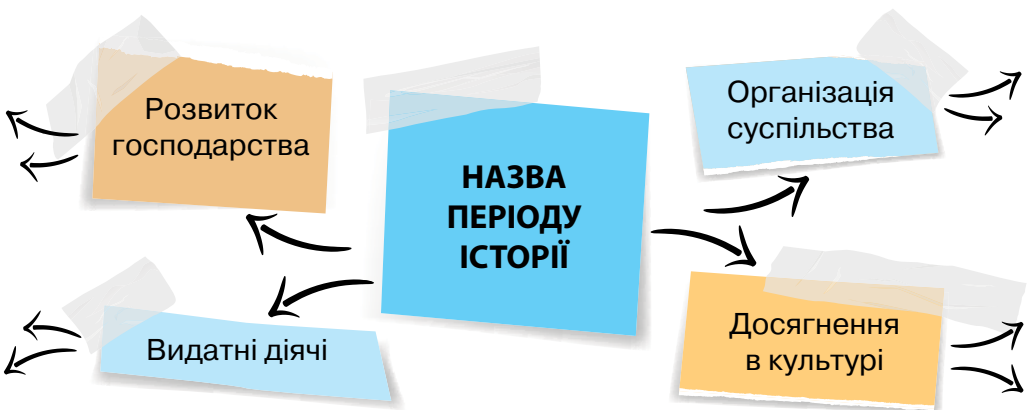 Розвиток
господарства
НАЗВА
ПЕРІОДУ
ІСТОРІЇ
Організація
суспільства
Видатні діячі
Досягнення
в культурі